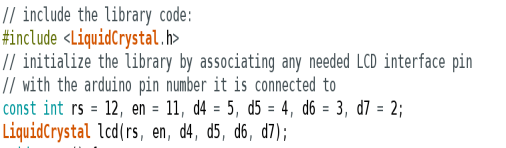 // include the library code:
#include <LiquidCrystal.h>
// initialize the library by associating any needed LCD interface pin
// with the arduino pin number it is connected to
const int rs = 12, en = 11, d4 = 5, d5 = 4, d6 = 3, d7 = 2;
LiquidCrystal lcd(rs, en, d4, d5, d6, d7);